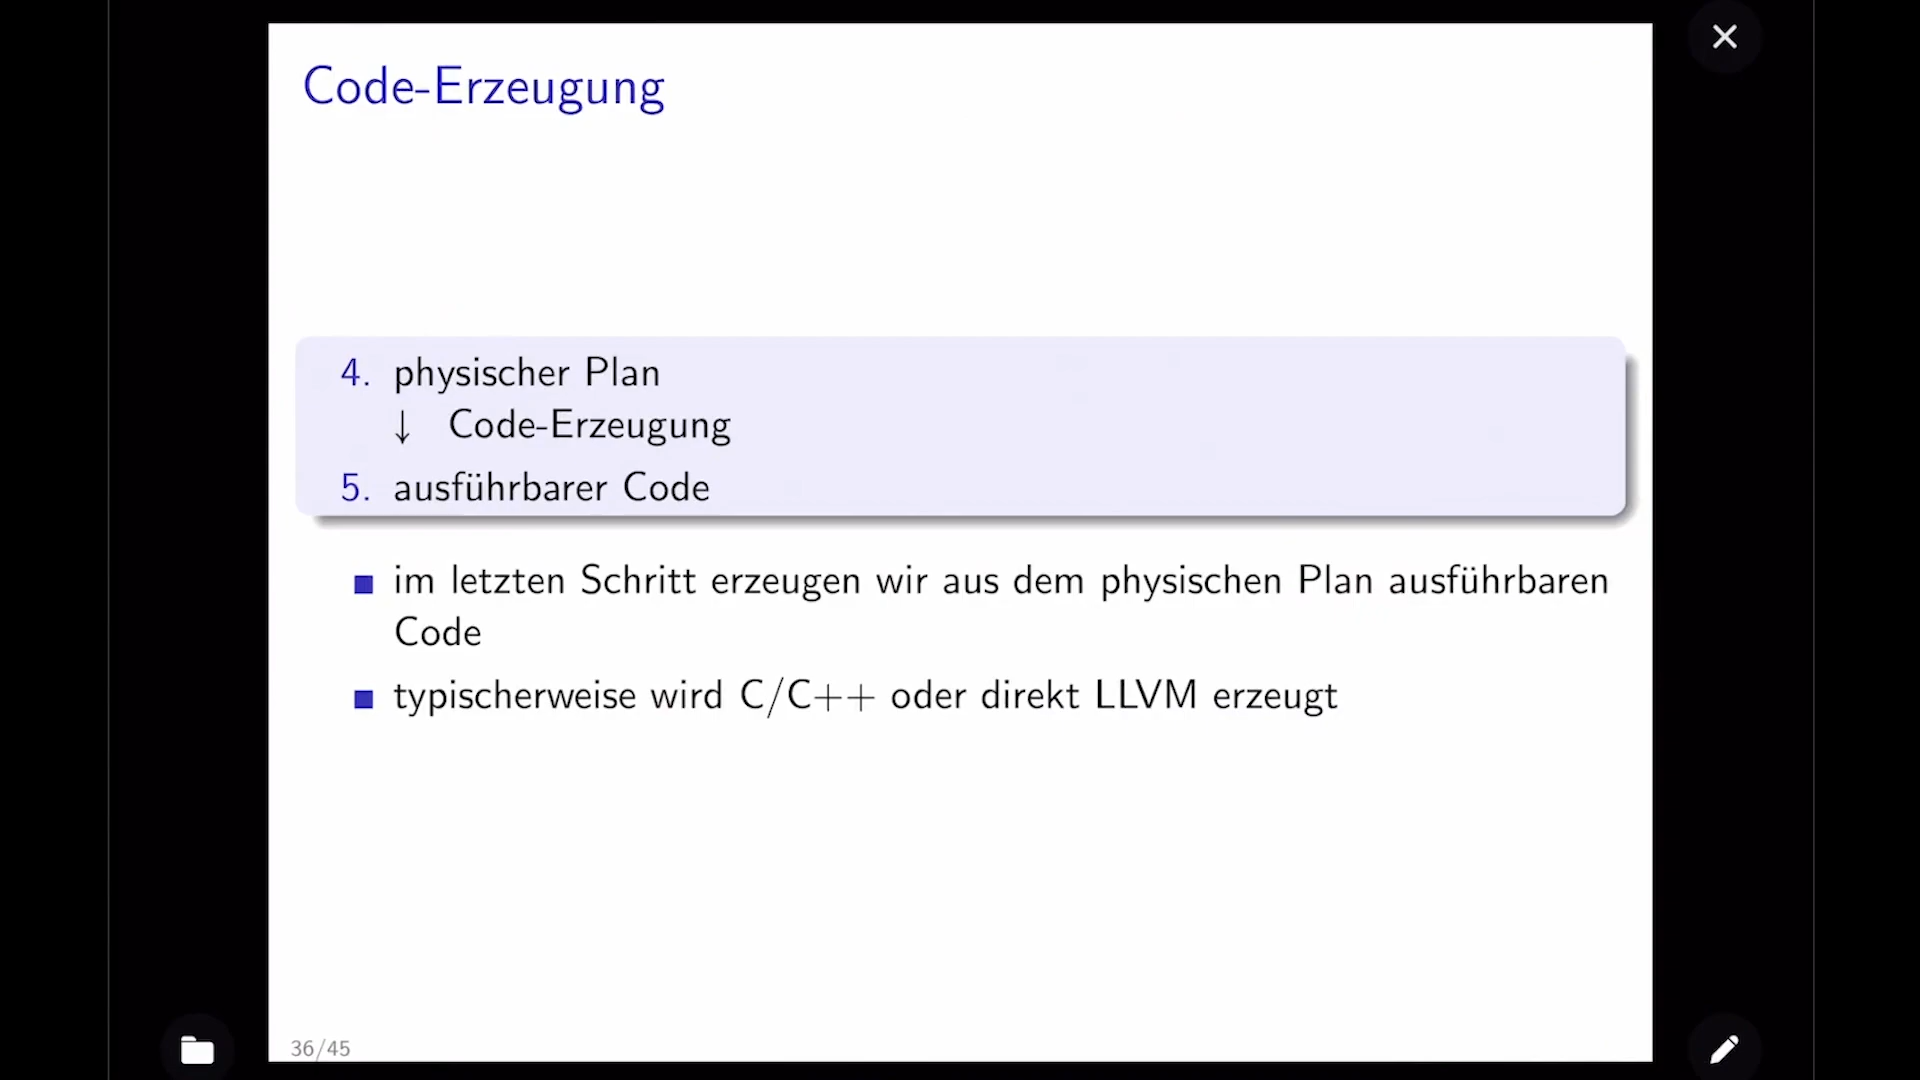 Code-Erzeugung
4. physischer Plan
↓ Code-Erzeugung
5. ausführbarer Code
im letzten Schritt erzeugen wir aus dem physischen Plan ausführbaren
Code
typischerweise wird C/C++ oder direkt LLVM erzeugt
36/45